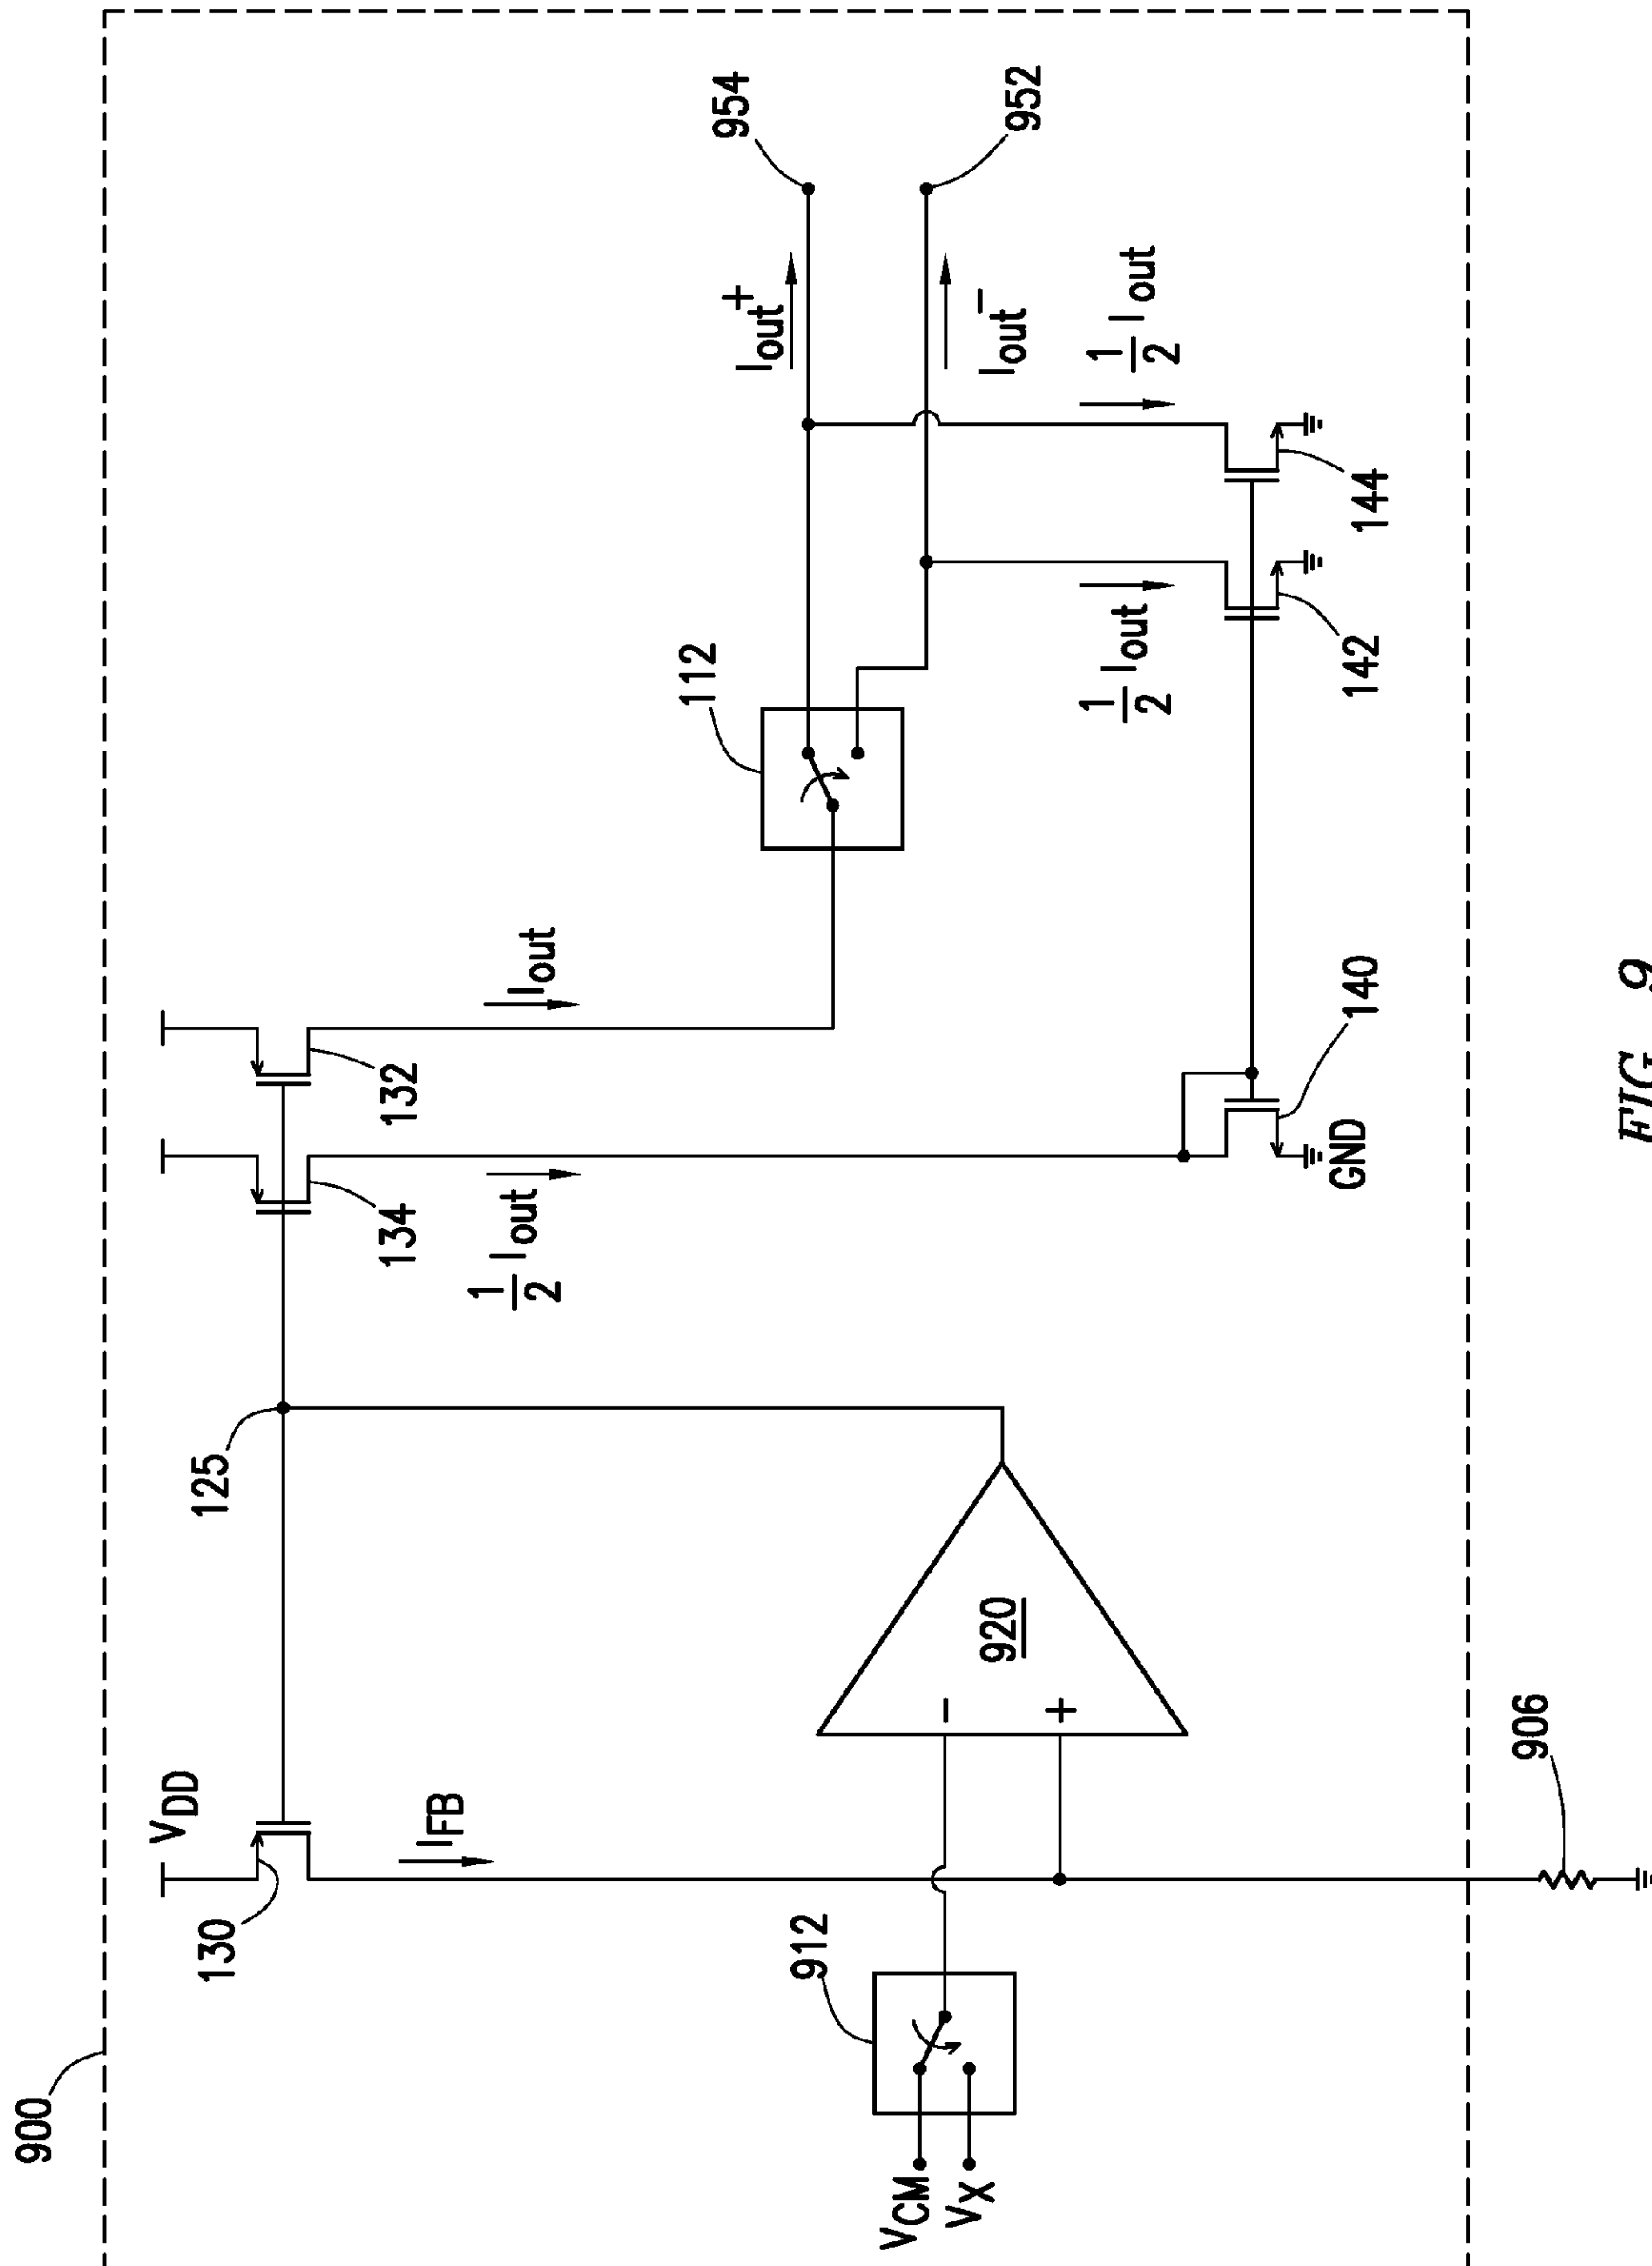 900
V_DD
130
I_FB
125
134
1/2 I_out
132
I_out
912
V_CM
V_X
920
-
+
906
112
I_out^+
954
I_out^-
952
1/2 I_out
1/2 I_out
140
GND
142
144
FIG. 9